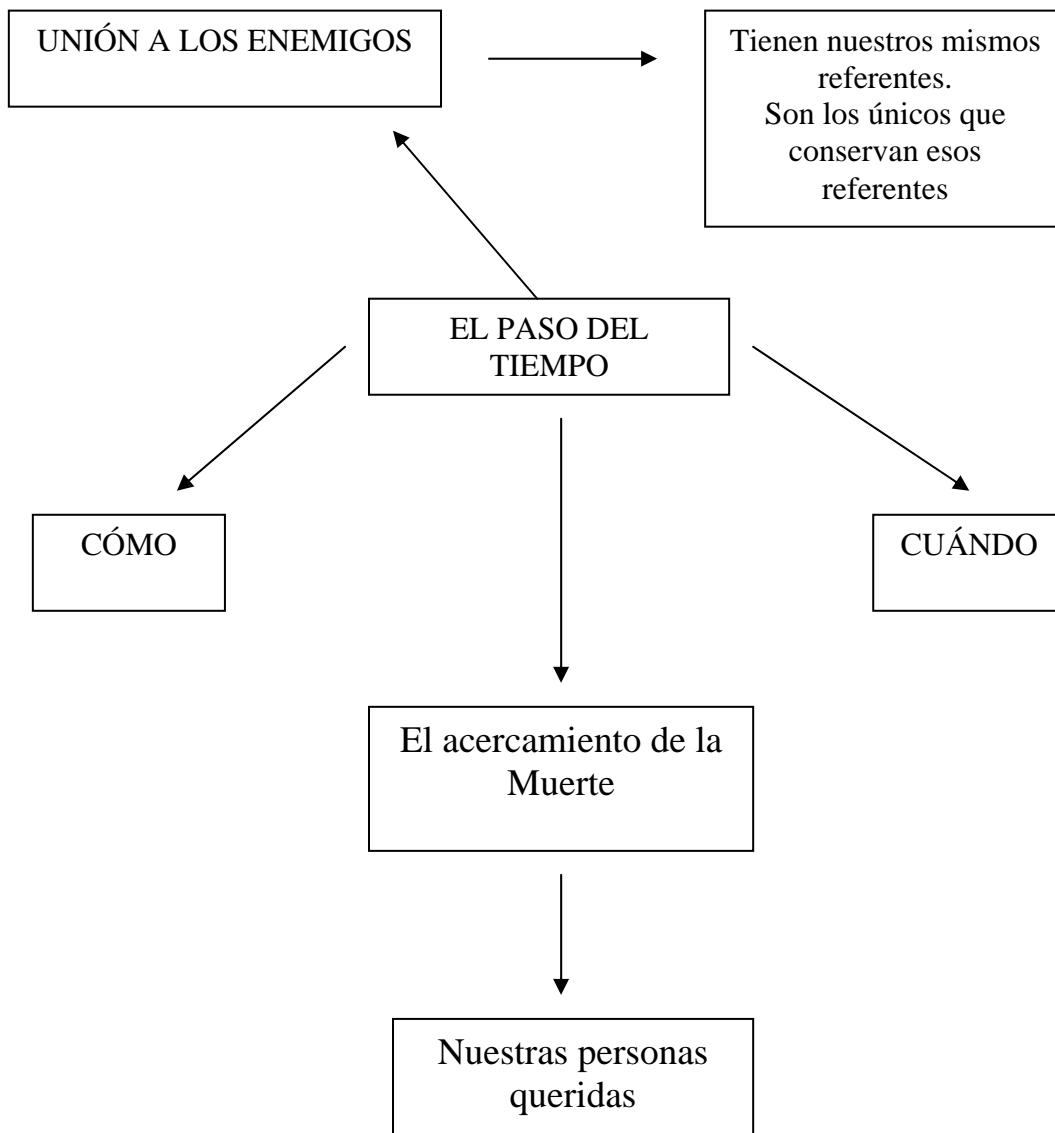 UNIÓN A LOS ENEMIGOS
Tienen nuestros mismos
referentes.
Son los únicos que
conservan esos
referentes
EL PASO DEL
TIEMPO
CÓMO
CUÁNDO
El acercamiento de la
Muerte
Nuestras personas
queridas